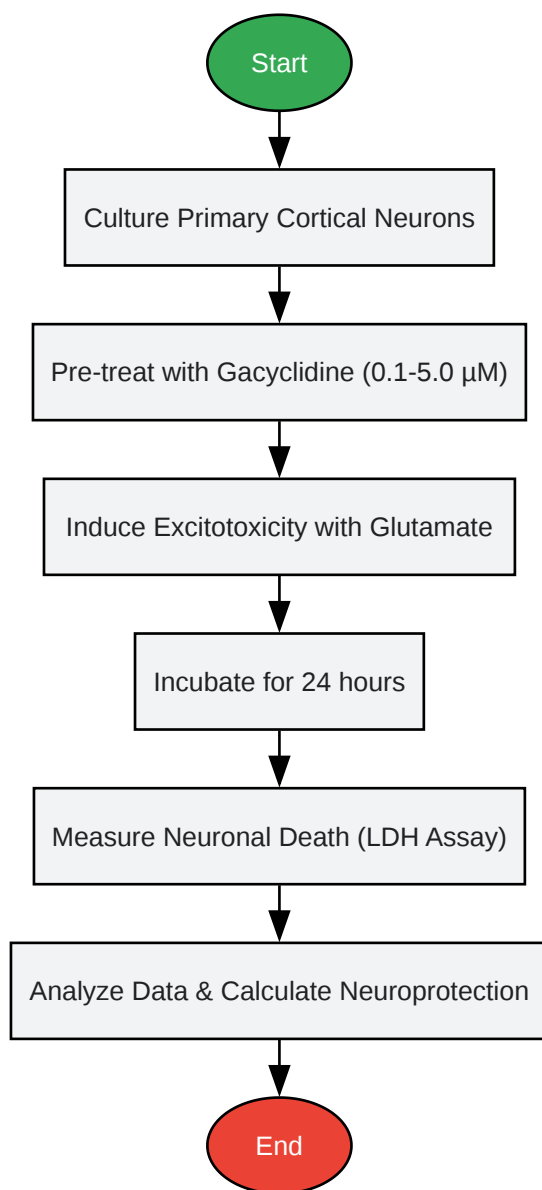 Start
Culture Primary Cortical Neurons
Pre-treat with Gacyclidine (0.1-5.0 µM)
Induce Excitotoxicity with Glutamate
Incubate for 24 hours
Measure Neuronal Death (LDH Assay)
Analyze Data & Calculate Neuroprotection
End